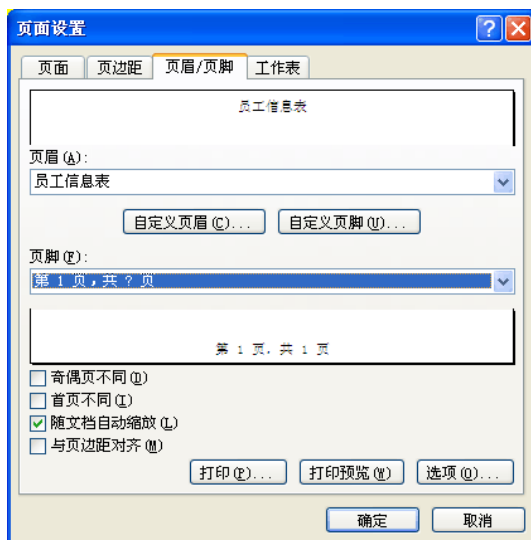 页面设置
页面 页边距 页眉/页脚 工作表
员工信息表
页眉(A):
员工信息表
自定义页眉(C)... 自定义页脚(U)...
页脚(F):
第 1 页，共 ? 页
第 1 页，共 1 页
奇偶页不同(D)
首页不同(I)
随文档自动缩放(L)
与页边距对齐(M)
打印(P)... 打印预览(W) 选项(O)...
确定 取消